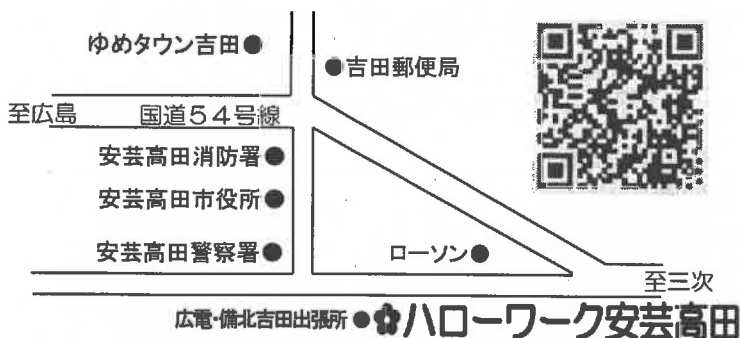 ゆめタウン吉田●
●吉田郵便局
至広島
国道54号線
安芸高田消防署●
安芸高田市役所●
安芸高田警察署●
ローソン●
至三次
広電・備北吉田出張所●
ハローワーク安芸高田